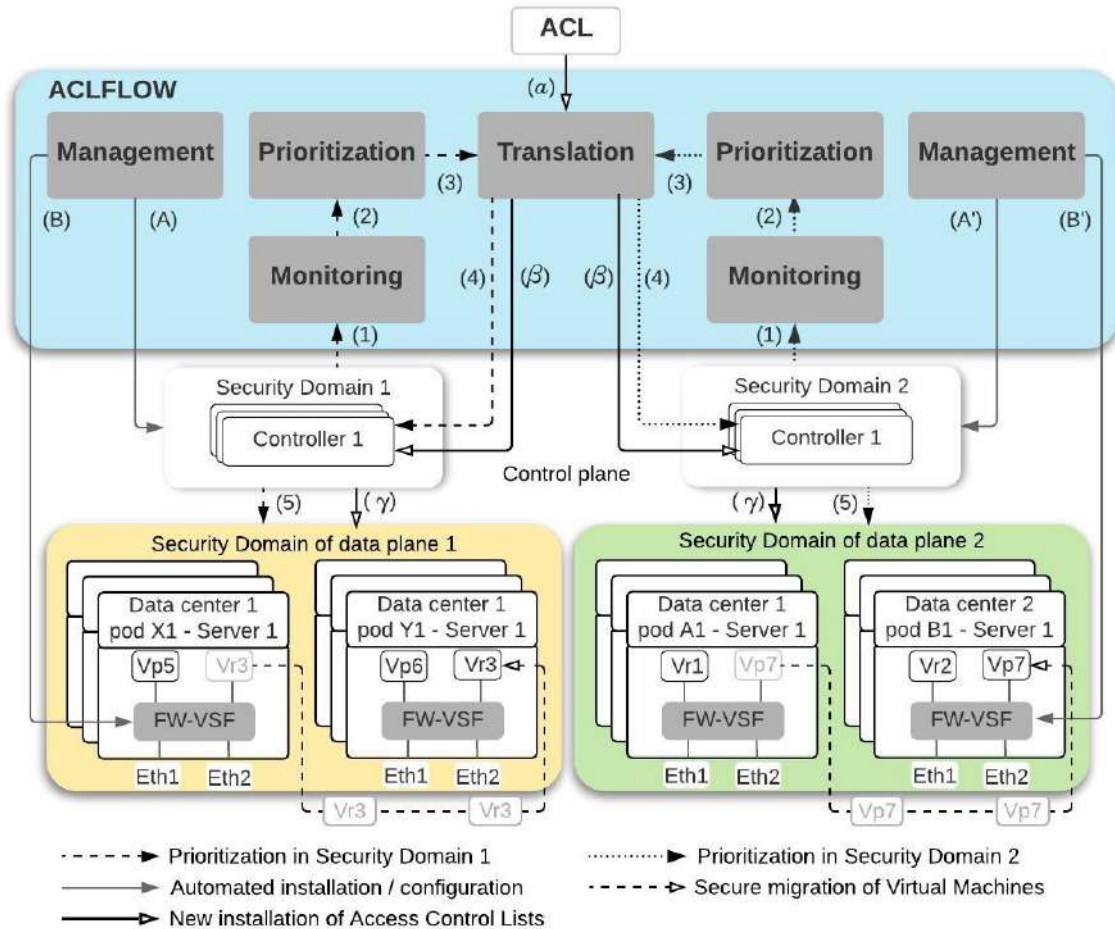 ACL
ACLFLOW
(α)
Management
Prioritization
Translation
Prioritization
Management
(3)
(3)
(B)
(A)
(2)
(2)
(A')
(B')
Monitoring
(4)
(β)
(β)
(4)
Monitoring
(1)
(1)
Security Domain 1
Security Domain 2
Controller 1
Controller 1
Control plane
(5)
(γ)
(γ)
(5)
Security Domain of data plane 1
Security Domain of data plane 2
Data center 1
pod X1 - Server 1
Data center 1
pod Y1 - Server 1
Data center 1
pod A1 - Server 1
Data center 2
pod B1 - Server 1
Vp5
Vr3
Vp6
Vr3
Vr1
Vp7
Vr2
Vp7
FW-VSF
FW-VSF
FW-VSF
FW-VSF
Eth1
Eth2
Eth1
Eth2
Eth1
Eth2
Eth1
Eth2
Vr3
Vr3
Vp7
Vp7
Prioritization in Security Domain 1
Prioritization in Security Domain 2
Automated installation / configuration
Secure migration of Virtual Machines
New installation of Access Control Lists